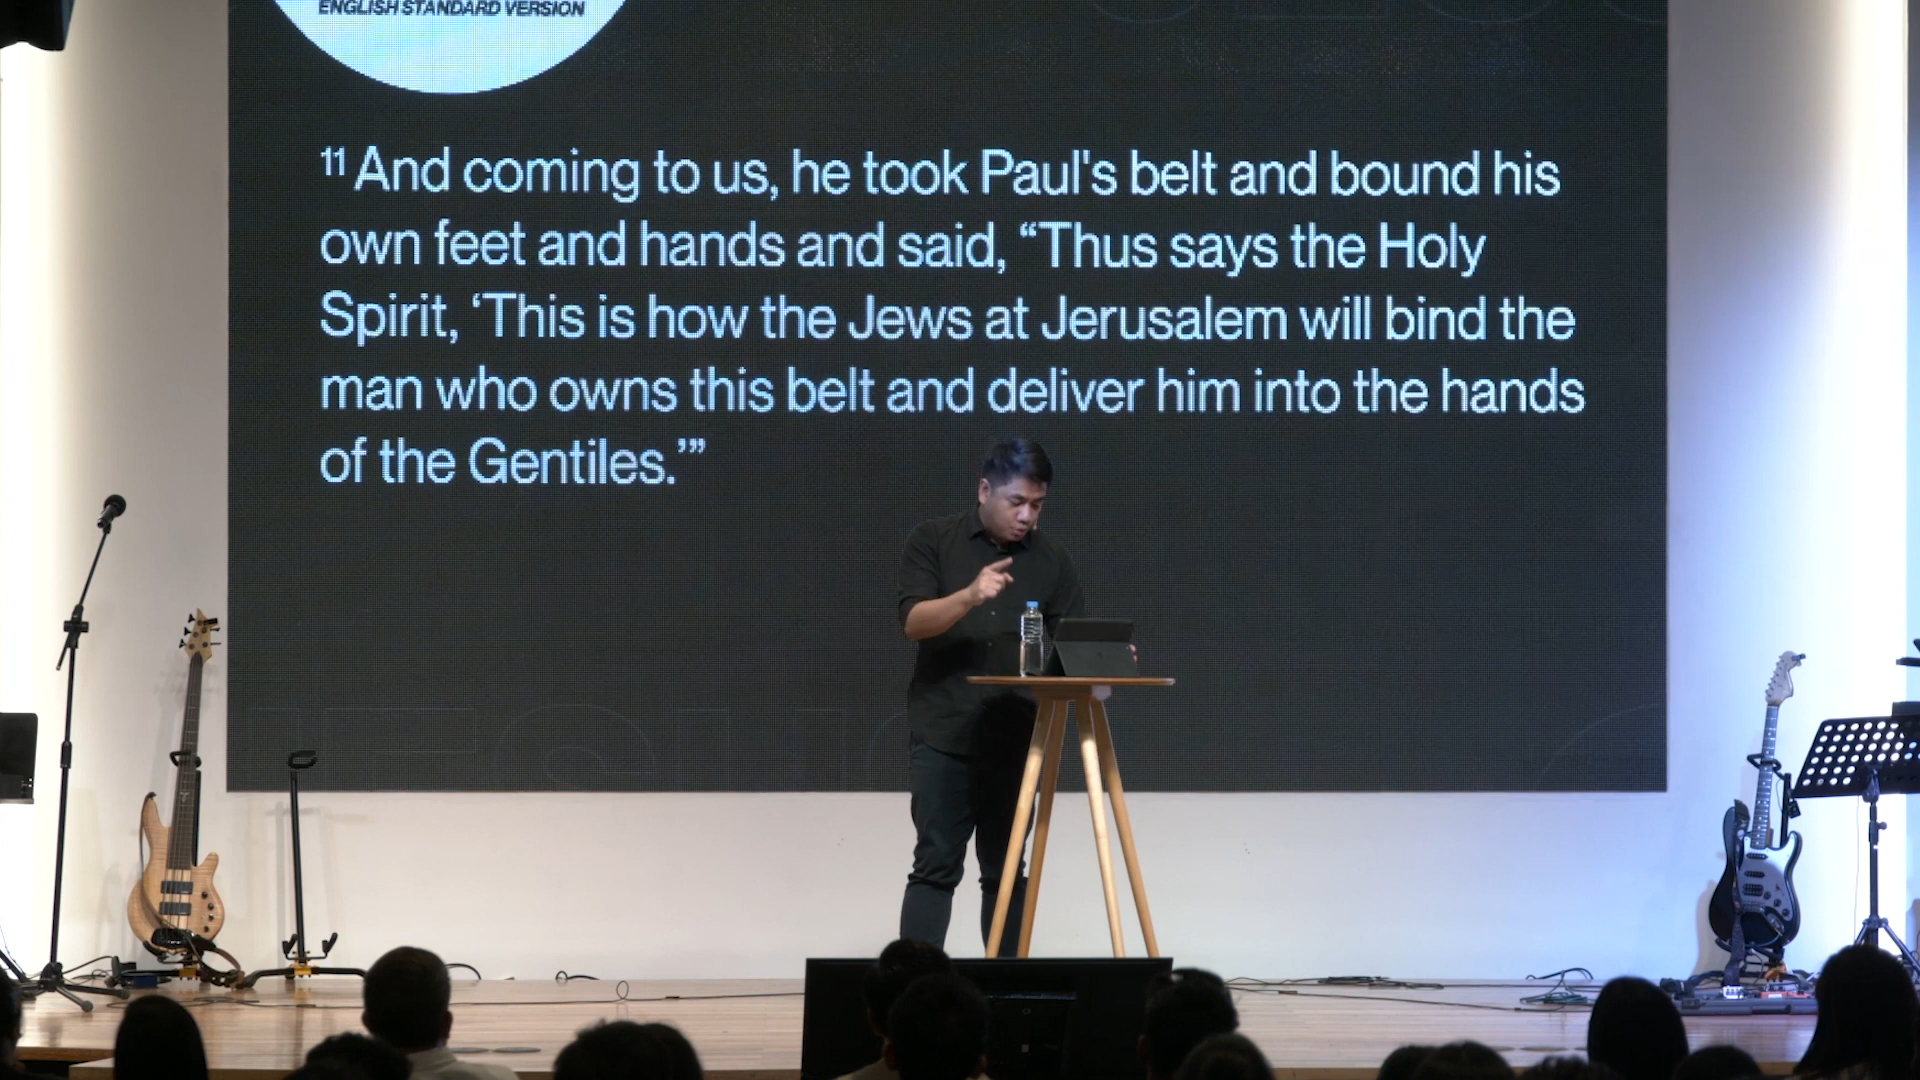 ENGLISH STANDARD VERSION
11 And coming to us, he took Paul's belt and bound his
own feet and hands and said, “Thus says the Holy
Spirit, ‘This is how the Jews at Jerusalem will bind the
man who owns this belt and deliver him into the hands
of the Gentiles.’”